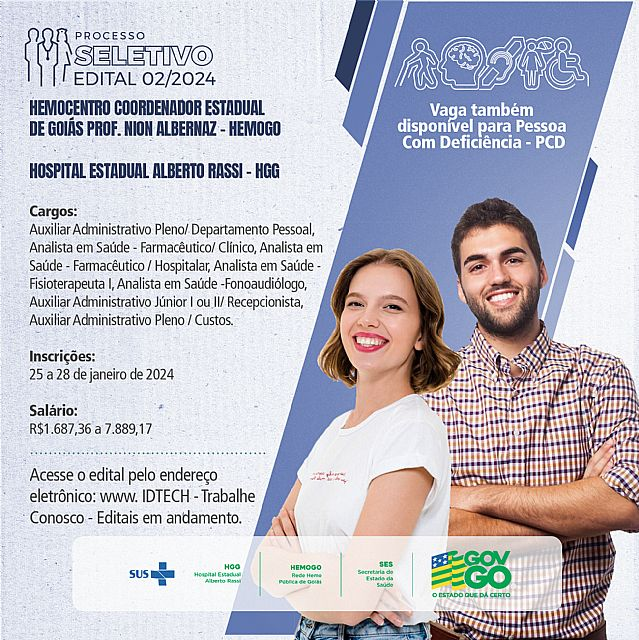 PROCESSO
SELETIVO
EDITAL 02/2024
HEMOCENTRO COORDENADOR ESTADUAL
DE GOIÁS PROF. NION ALBERNAZ - HEMOGO
HOSPITAL ESTADUAL ALBERTO RASSI - HGG
Vaga também
disponível para Pessoa
Com Deficiência - PCD
Cargos:
Auxiliar Administrativo Pleno/ Departamento Pessoal,
Analista em Saúde - Farmacêutico/ Clínico, Analista em
Saúde - Farmacêutico / Hospitalar, Analista em Saúde -
Fisioterapeuta I, Analista em Saúde -Fonoaudiólogo,
Auxiliar Administrativo Júnior I ou II/ Recepcionista,
Auxiliar Administrativo Pleno / Custos.
Inscrições:
25 a 28 de janeiro de 2024
Salário:
R$1.687,36 a 7.889,17
Acesse o edital pelo endereço
eletrônico: www. IDTECH - Trabalhe
Conosco - Editais em andamento.
SUS
HGG
Hospital Estadual
Alberto Rassi
HEMOGO
Rede Hemo
Pública de Goiás
SES
Secretaria de
Estado da
Saúde
GOV
GO
O ESTADO QUE DÁ CERTO